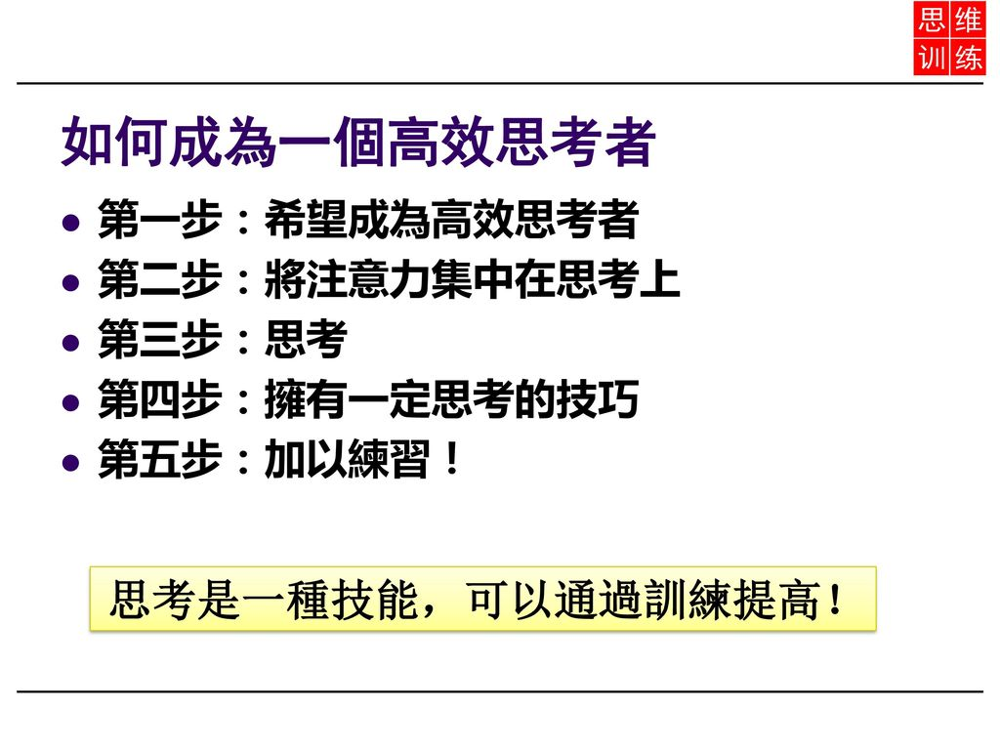 思维
训练
如何成為一個高效思考者
第一步：希望成為高效思考者
第二步：將注意力集中在思考上
第三步：思考
第四步：擁有一定思考的技巧
第五步：加以練習！
思考是一種技能，可以通過訓練提高！